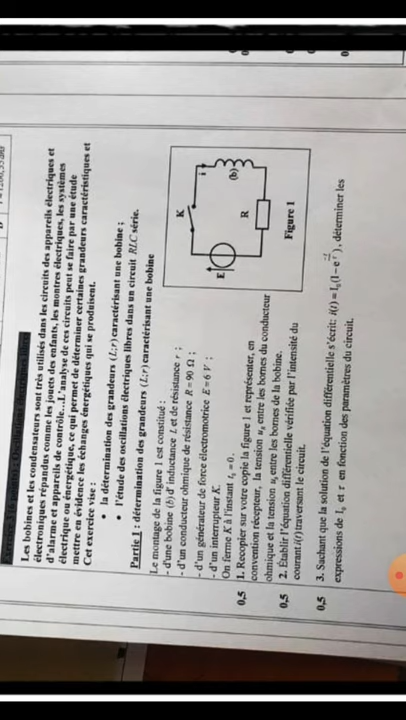 Les bobines et les condensateurs sont très utilisés dans les circuits des appareils électriques et
électroniques répandus comme les jouets des enfants, les montres électriques, les systèmes
d'alarme et appareils de contrôle...L'analyse de ces circuits peut se faire par une étude
électrique ou énergétique, ce qui permet de déterminer certaines grandeurs caractéristiques et
mettre en évidence les échanges énergétiques qui se produisent.
Cet exercice vise :
• la détermination des grandeurs (L;r) caractérisant une bobine ;
• l'étude des oscillations électriques libres dans un circuit RLC série.
Partie I : détermination des grandeurs (L;r) caractérisant une bobine
Le montage de la figure 1 est constitué :
- d'une bobine (b) d'inductance L et de résistance r ;
- d'un conducteur ohmique de résistance R = 90 Ω ;
- d'un générateur de force électromotrice E = 6 V ;
- d'un interrupteur K.
On ferme K à l'instant t₀ = 0.
0,5 1. Recopier sur votre copie la figure 1 et représenter, en
convention récepteur, la tension u_R entre les bornes du conducteur
ohmique et la tension u_b entre les bornes de la bobine.
0,5 2. Établir l'équation différentielle vérifiée par l'intensité du
courant i(t) traversant le circuit.
0,5 3. Sachant que la solution de l'équation différentielle s'écrit: i(t) = I₀(1−e^(−t/τ)), déterminer les
expressions de I₀ et τ en fonction des paramètres du circuit.
K
i
E
R
(b)
Figure 1